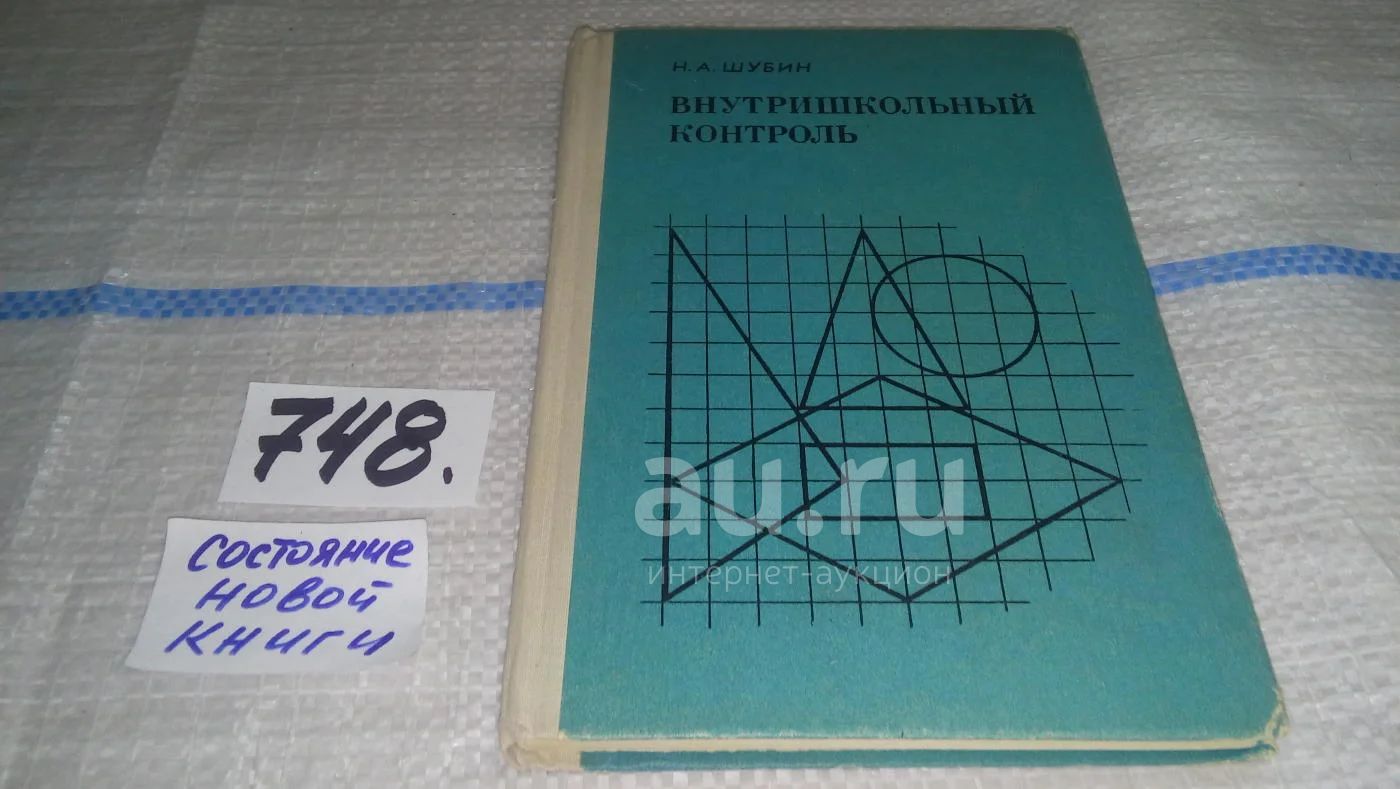 Н. А. ШУБИН
ВНУТРИШКОЛЬНЫЙ
КОНТРОЛЬ
748.
состояние
новой
книги
au.ru
интернет-аукцион